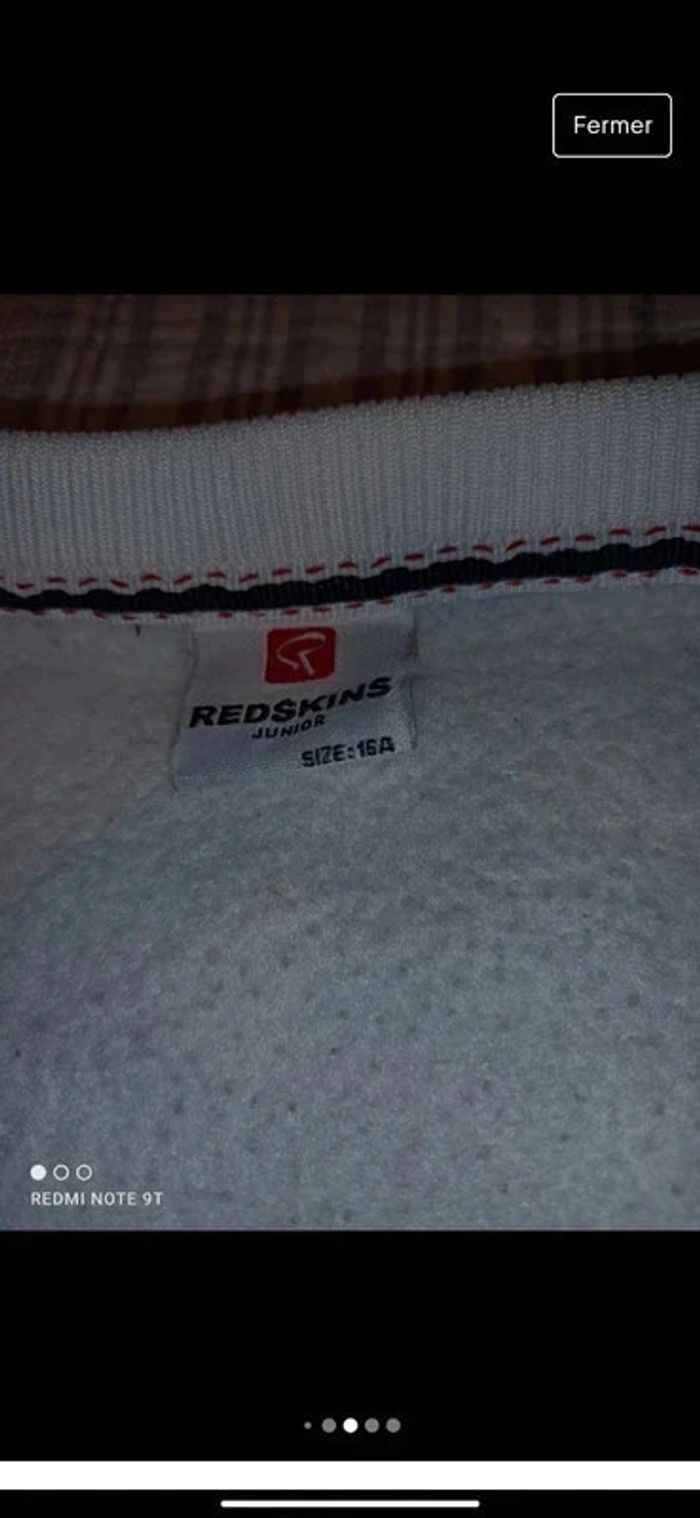 Fermer
REDSKINS
JUNIOR
SIZE:16A
REDMI NOTE 9T